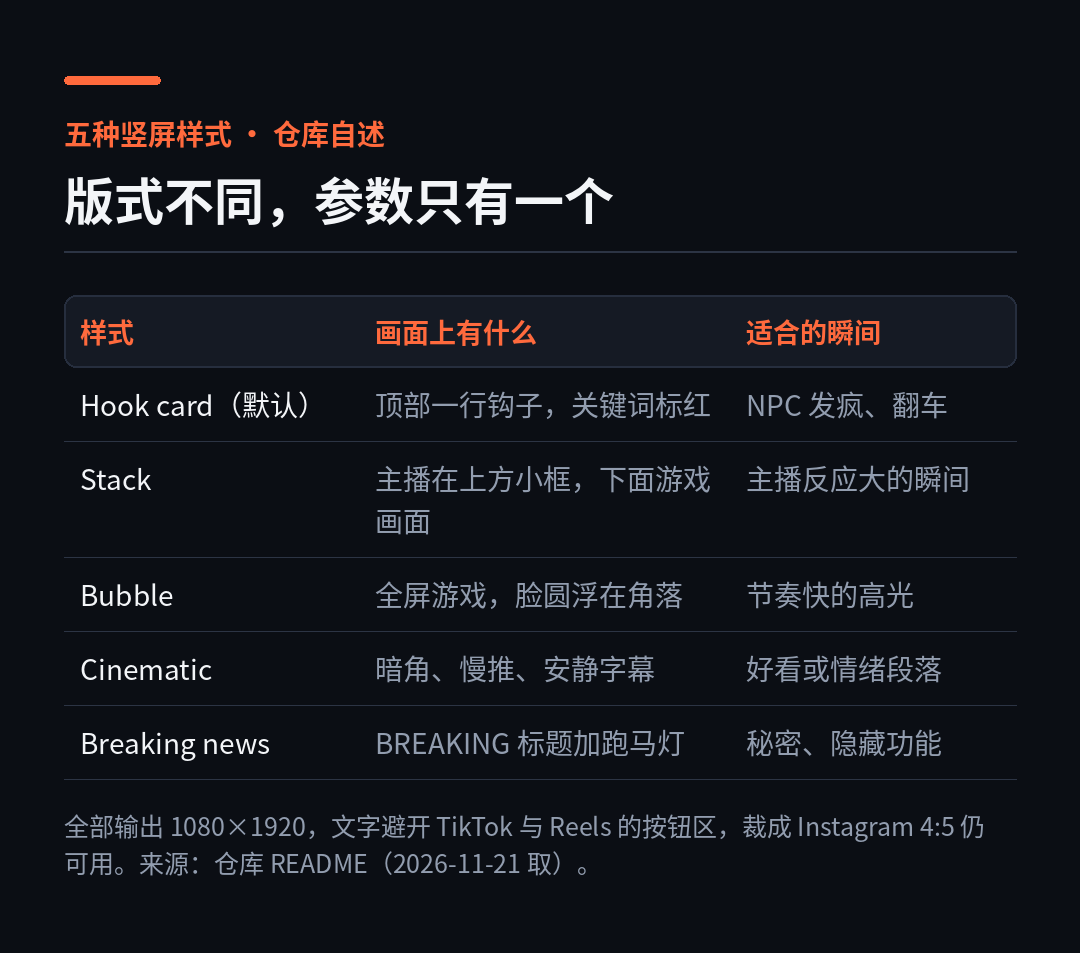 五种竖屏样式 · 仓库自述
版式不同，参数只有一个
样式 画面上有什么 适合的瞬间
Hook card（默认） 顶部一行钩子，关键词标红 NPC 发疯、翻车
Stack 主播在上方小框，下面游戏 主播反应大的瞬间
画面
Bubble 全屏游戏，脸圆浮在角落 节奏快的高光
Cinematic 暗角、慢推、安静字幕 好看或情绪段落
Breaking news BREAKING 标题加跑马灯 秘密、隐藏功能
全部输出 1080×1920，文字避开 TikTok 与 Reels 的按钮区，裁成 Instagram 4:5 仍
可用。来源：仓库 README（2026-11-21 取）。